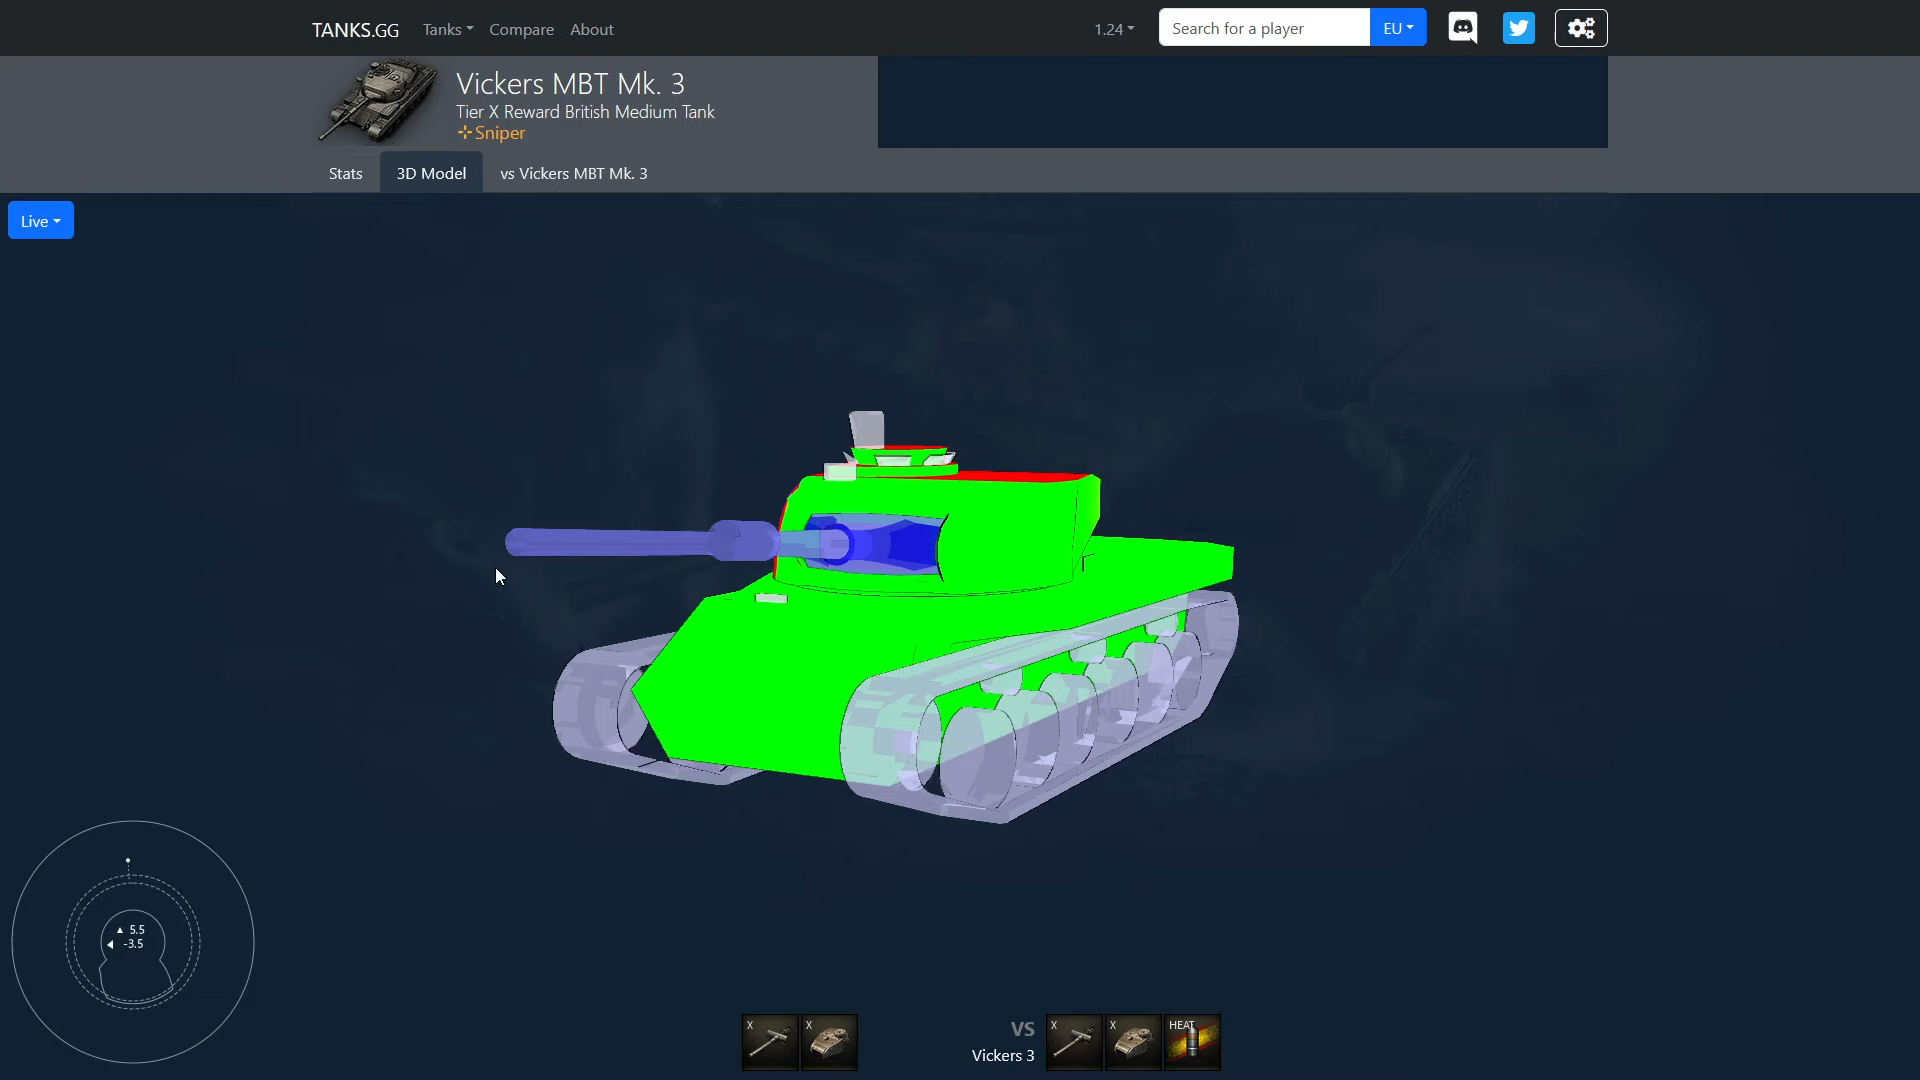 TANKS.GG Tanks Compare About 1.24 Search for a player EU
Vickers MBT Mk. 3
Tier X Reward British Medium Tank
Sniper
Stats 3D Model vs Vickers MBT Mk. 3
Live
5.5
-3.5
X X VS X X HEAT
Vickers 3